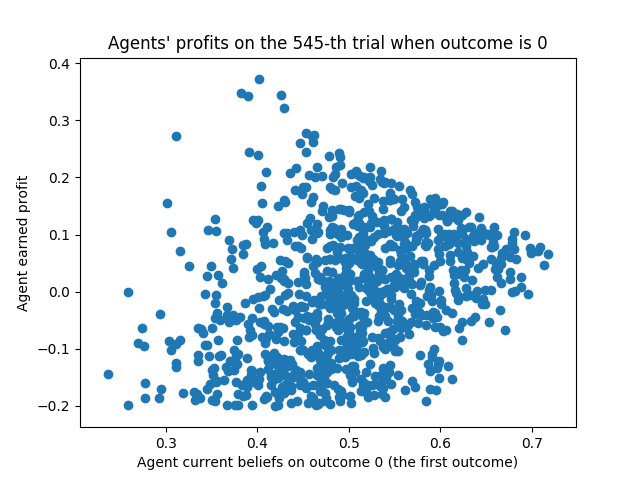 Agents' profits on the 545-th trial when outcome is 0
0.4
0.3
0.2
0.1
0.0
−0.1
−0.2
Agent earned profit
0.3 0.4 0.5 0.6 0.7
Agent current beliefs on outcome 0 (the first outcome)